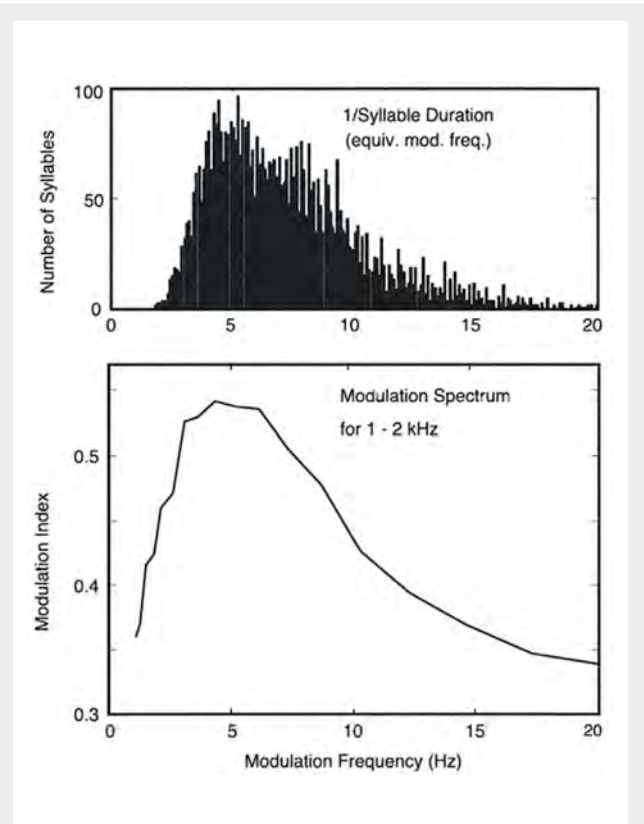 100
1/Syllable Duration
(equiv. mod. freq.)
Number of Syllables
50
0
0 5 10 15 20
Modulation Spectrum
for 1 - 2 kHz
0.5
Modulation Index
0.4
0.3
0 5 10 15 20
Modulation Frequency (Hz)